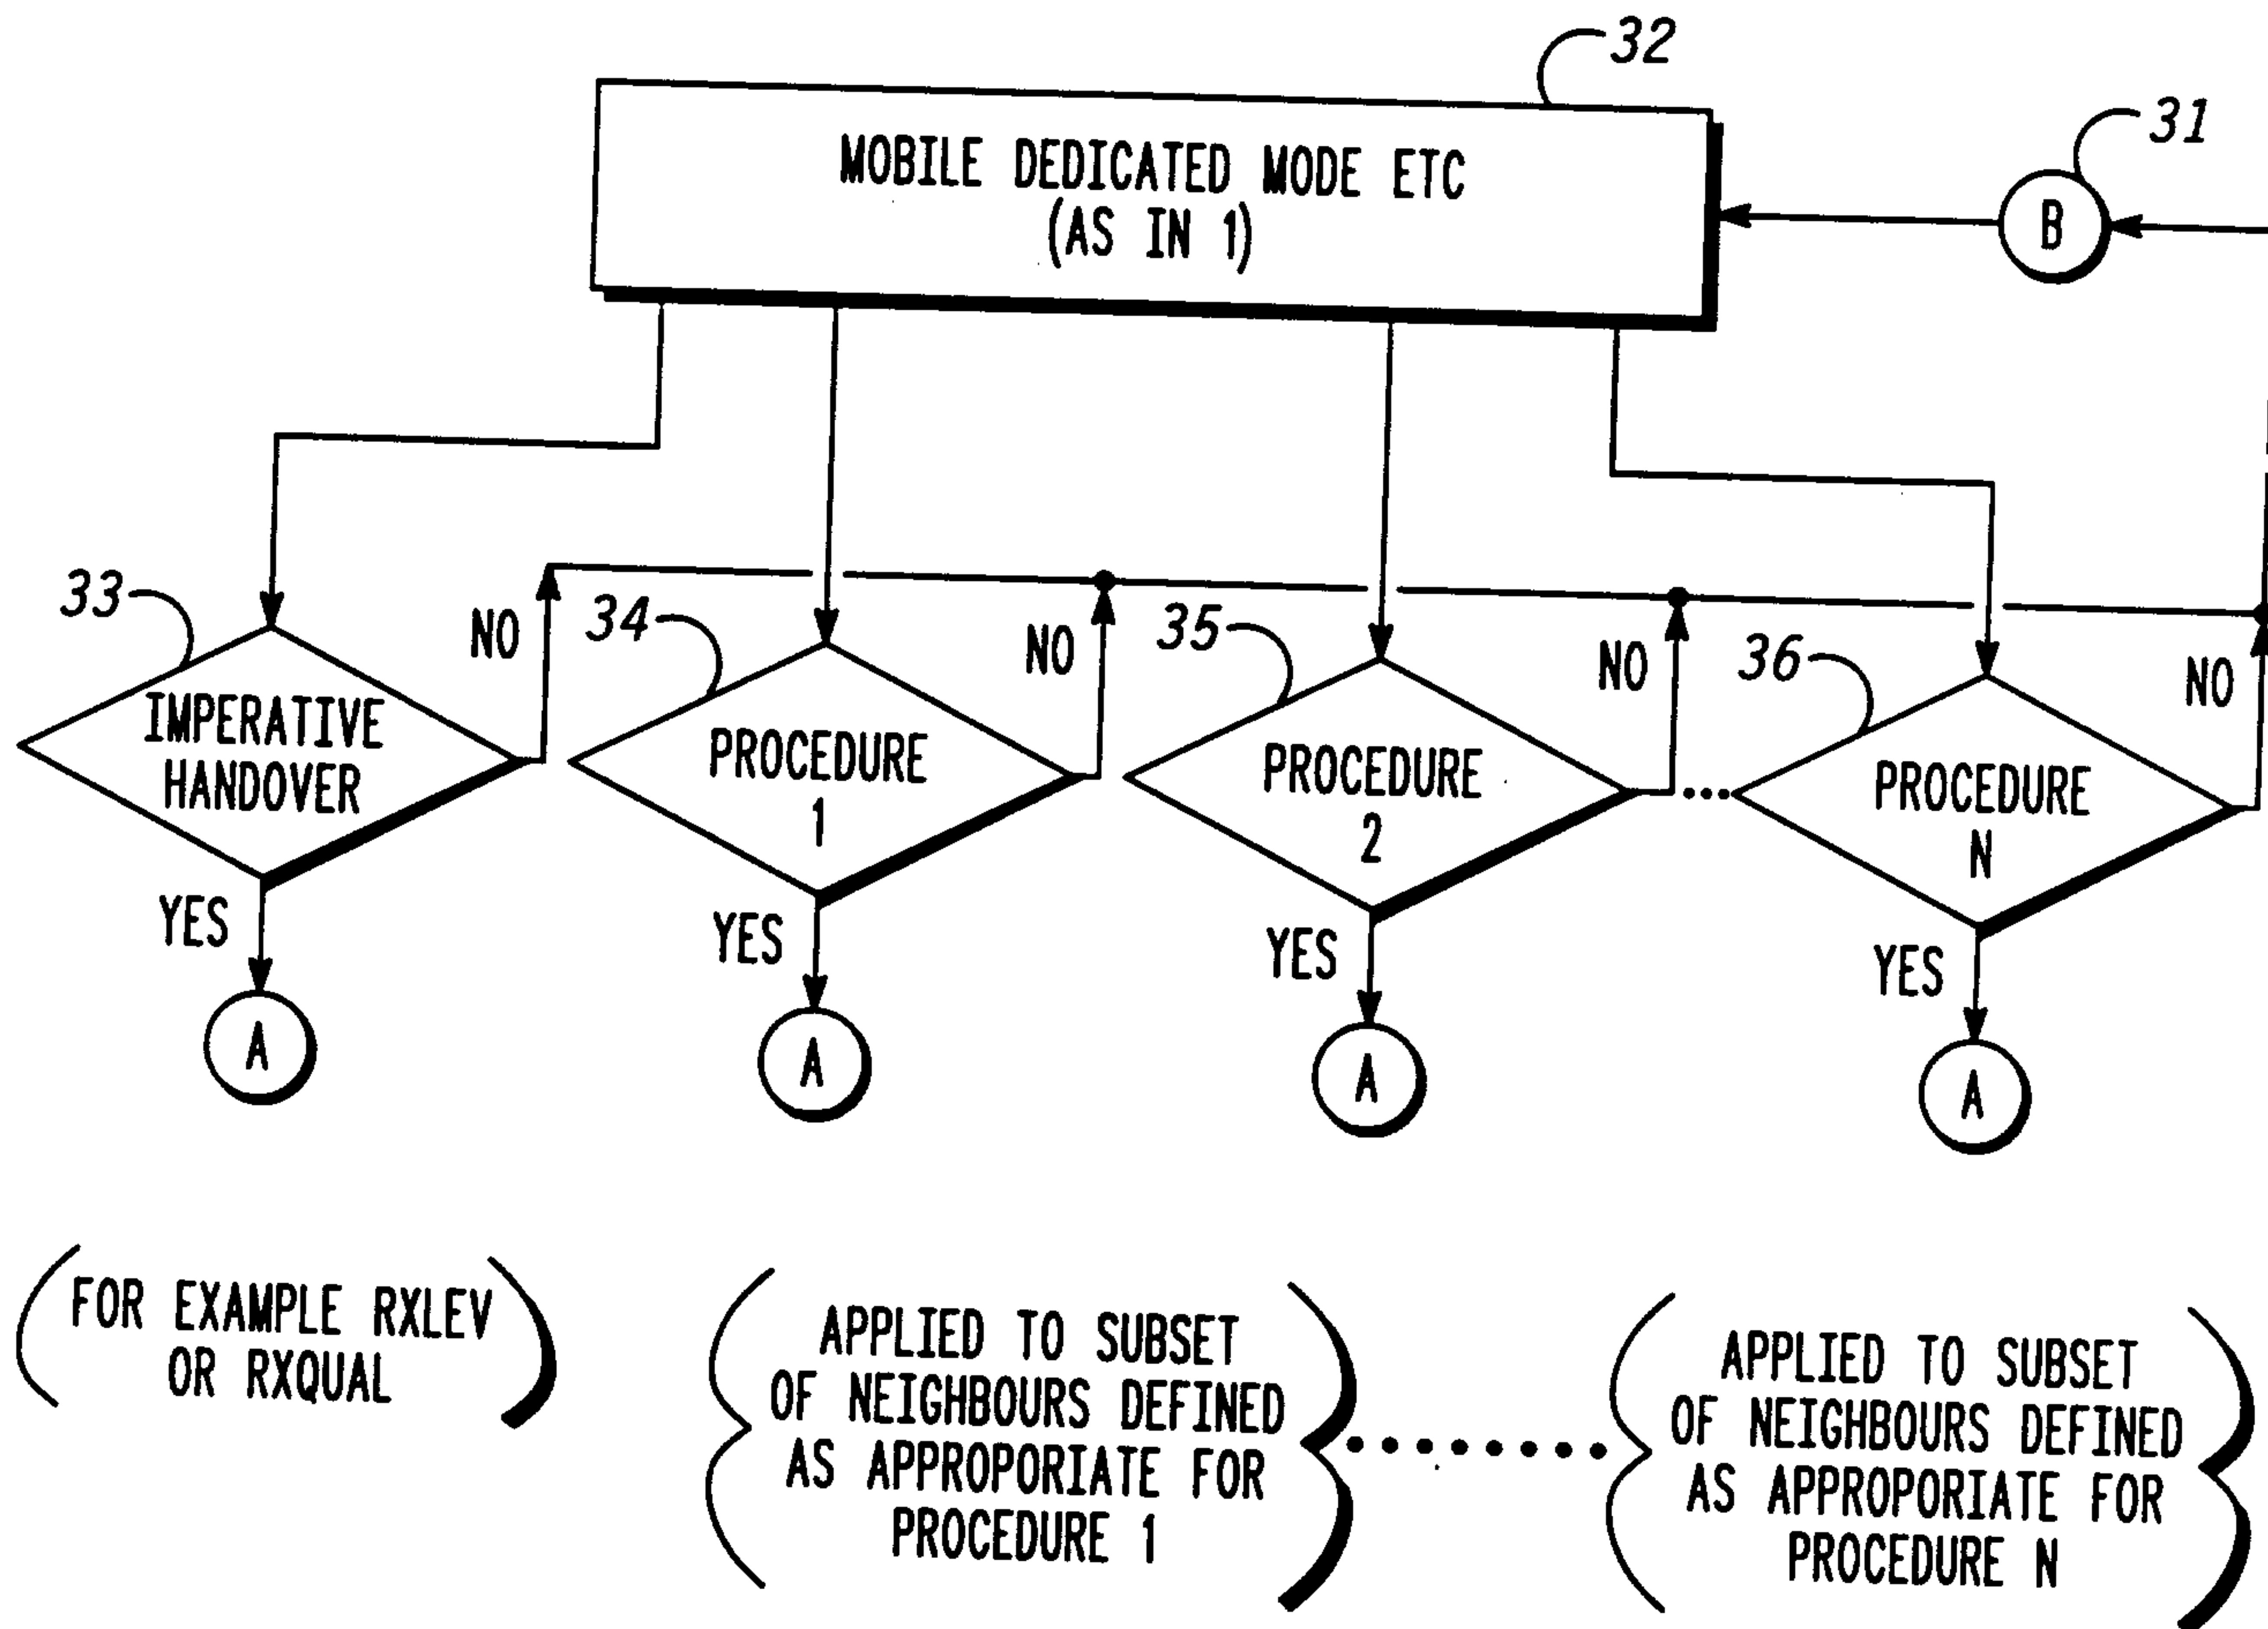 32
31
MOBILE DEDICATED MODE ETC
(AS IN 1)
B
33
NO
34
NO
35
NO
36
NO
IMPERATIVE
HANDOVER
PROCEDURE
1
PROCEDURE
2
PROCEDURE
N
YES
YES
YES
YES
A
A
A
A
(FOR EXAMPLE RXLEV
OR RXQUAL)
APPLIED TO SUBSET
OF NEIGHBOURS DEFINED
AS APPROPORIATE FOR
PROCEDURE 1
APPLIED TO SUBSET
OF NEIGHBOURS DEFINED
AS APPROPORIATE FOR
PROCEDURE N